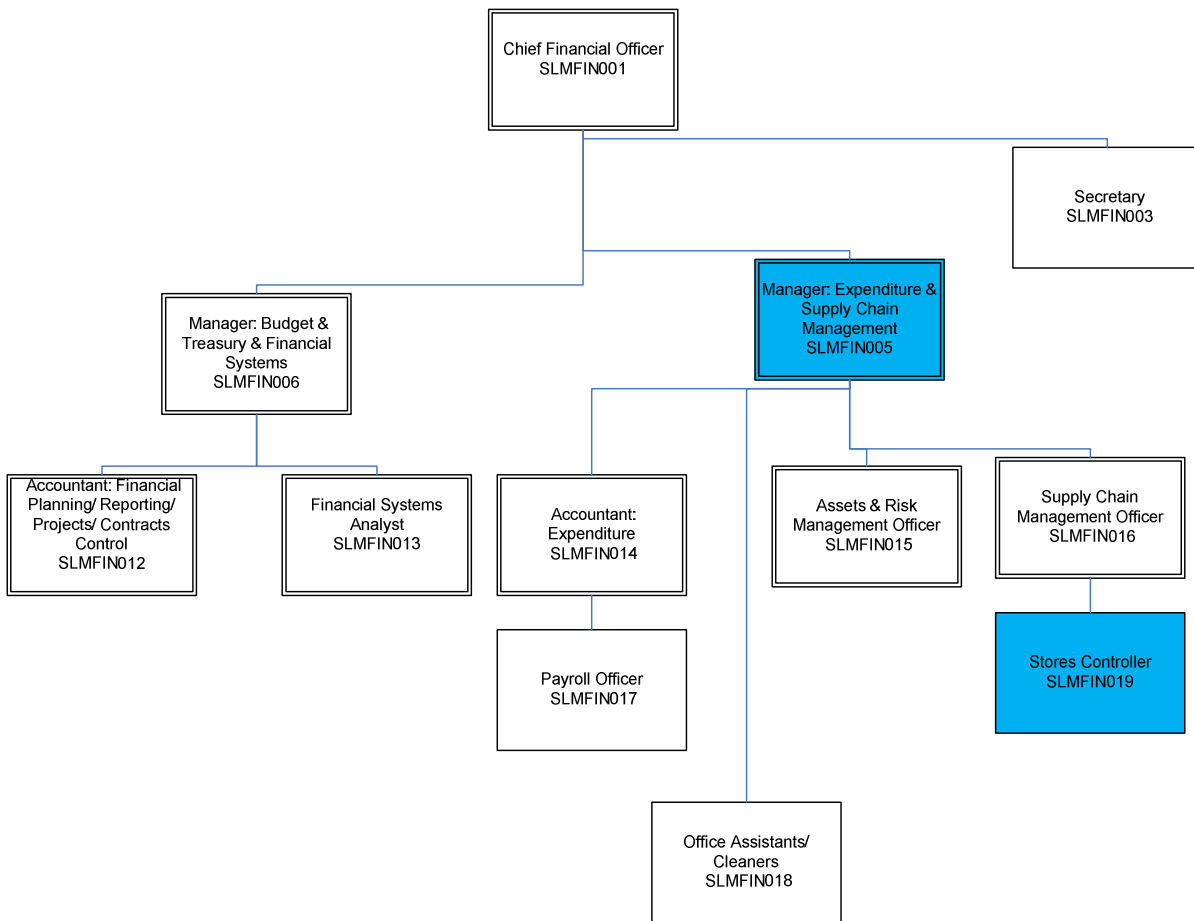 Chief Financial Officer
SLMFIN001
Secretary
SLMFIN003
Manager: Expenditure &
Supply Chain
Management
SLMFIN005
Manager: Budget &
Treasury & Financial
Systems
SLMFIN006
Accountant: Financial
Planning/ Reporting/
Projects/ Contracts
Control
SLMFIN012
Financial Systems
Analyst
SLMFIN013
Accountant:
Expenditure
SLMFIN014
Assets & Risk
Management Officer
SLMFIN015
Supply Chain
Management Officer
SLMFIN016
Payroll Officer
SLMFIN017
Stores Controller
SLMFIN019
Office Assistants/
Cleaners
SLMFIN018